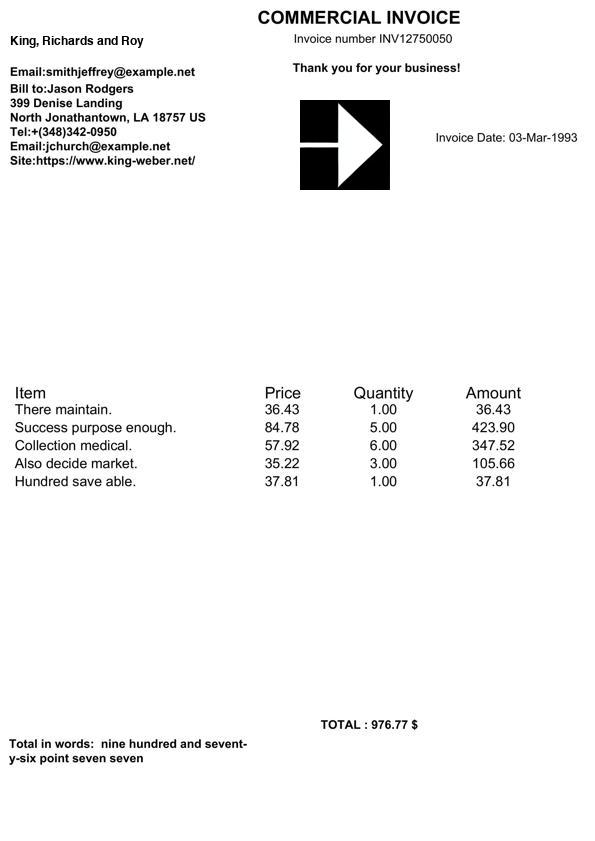 COMMERCIAL INVOICE
King, Richards and Roy
Invoice number INV12750050
Thank you for your business!
Email:smithjeffrey@example.net
Bill to:Jason Rodgers
399 Denise Landing
North Jonathantown, LA 18757 US
Tel:+(348)342-0950
Email:jchurch@example.net
Site:https://www.king-weber.net/
Invoice Date: 03-Mar-1993
Item Price Quantity Amount
There maintain. 36.43 1.00 36.43
Success purpose enough. 84.78 5.00 423.90
Collection medical. 57.92 6.00 347.52
Also decide market. 35.22 3.00 105.66
Hundred save able. 37.81 1.00 37.81
TOTAL : 976.77 $
Total in words:  nine hundred and sevent-
y-six point seven seven